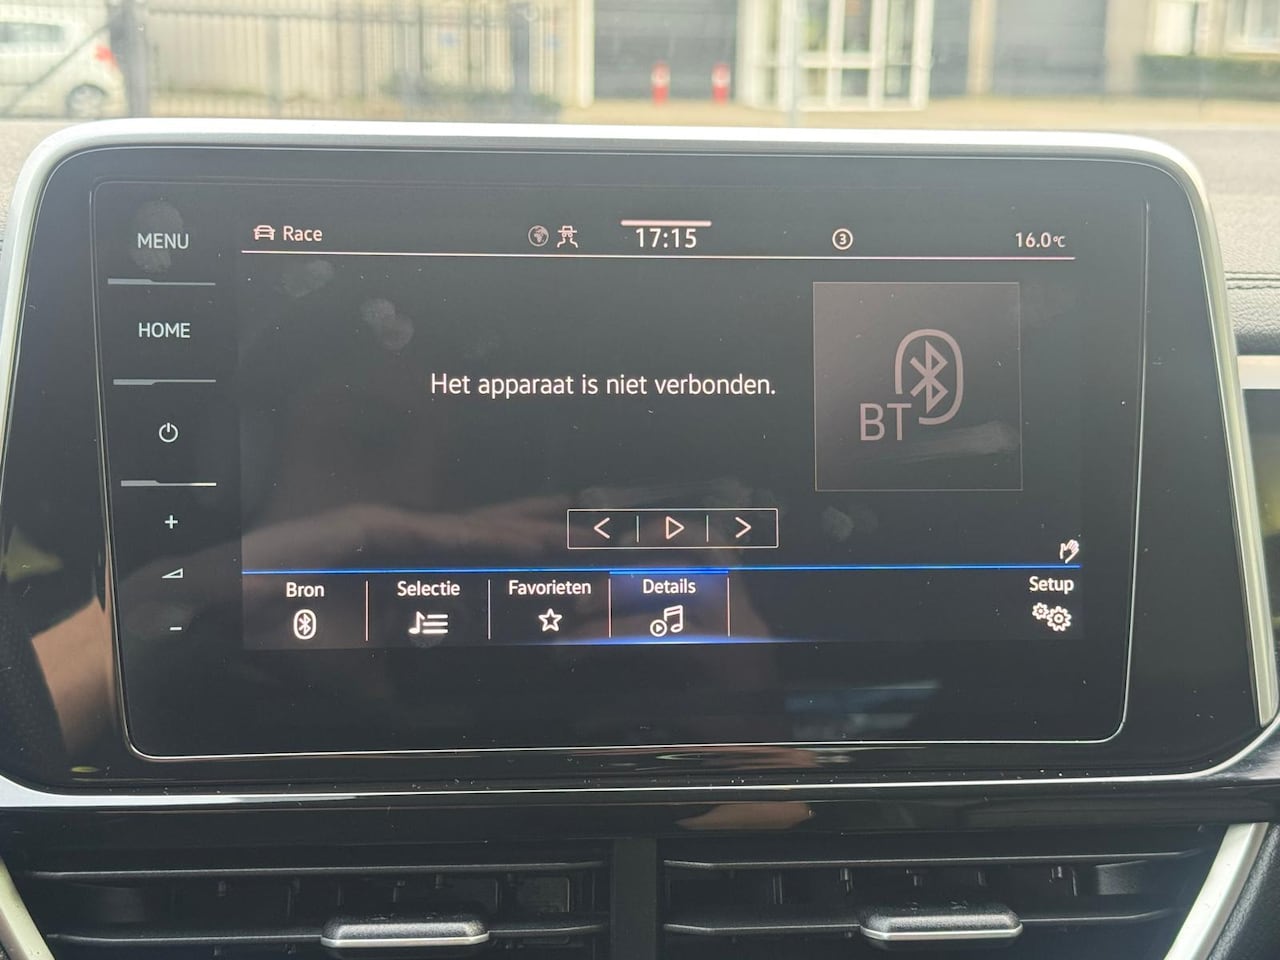 MENU
HOME
Race
17:15
3
16.0°C
Het apparaat is niet verbonden.
BT
Bron
Selectie
Favorieten
Details
Setup